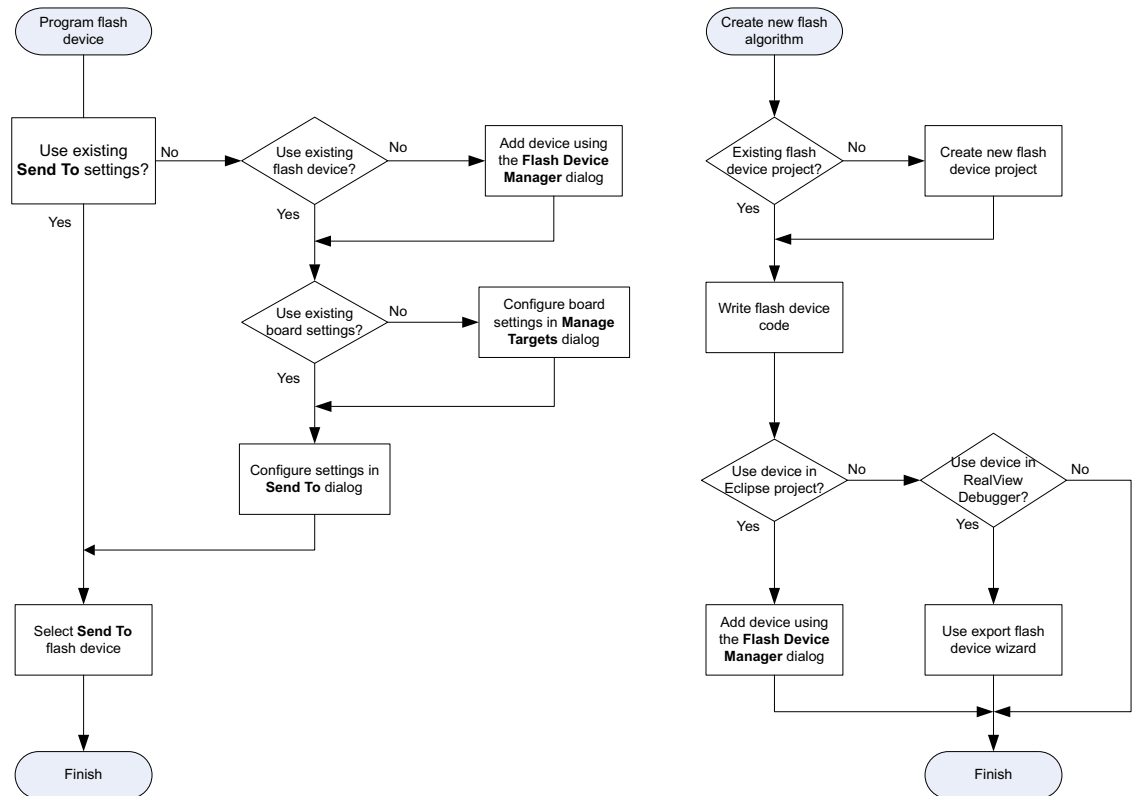 Program flash
device
Use existing
Send To settings?
No
Yes
Use existing
flash device?
No
Yes
Add device using
the Flash Device
Manager dialog
Use existing
board settings?
No
Yes
Configure board
settings in Manage
Targets dialog
Configure settings in
Send To dialog
Select Send To
flash device
Finish
Create new flash
algorithm
Existing flash
device project?
No
Yes
Create new flash
device project
Write flash device
code
Use device in
Eclipse project?
No
Yes
Use device in
RealView
Debugger?
No
Yes
Add device using
the Flash Device
Manager dialog
Use export flash
device wizard
Finish